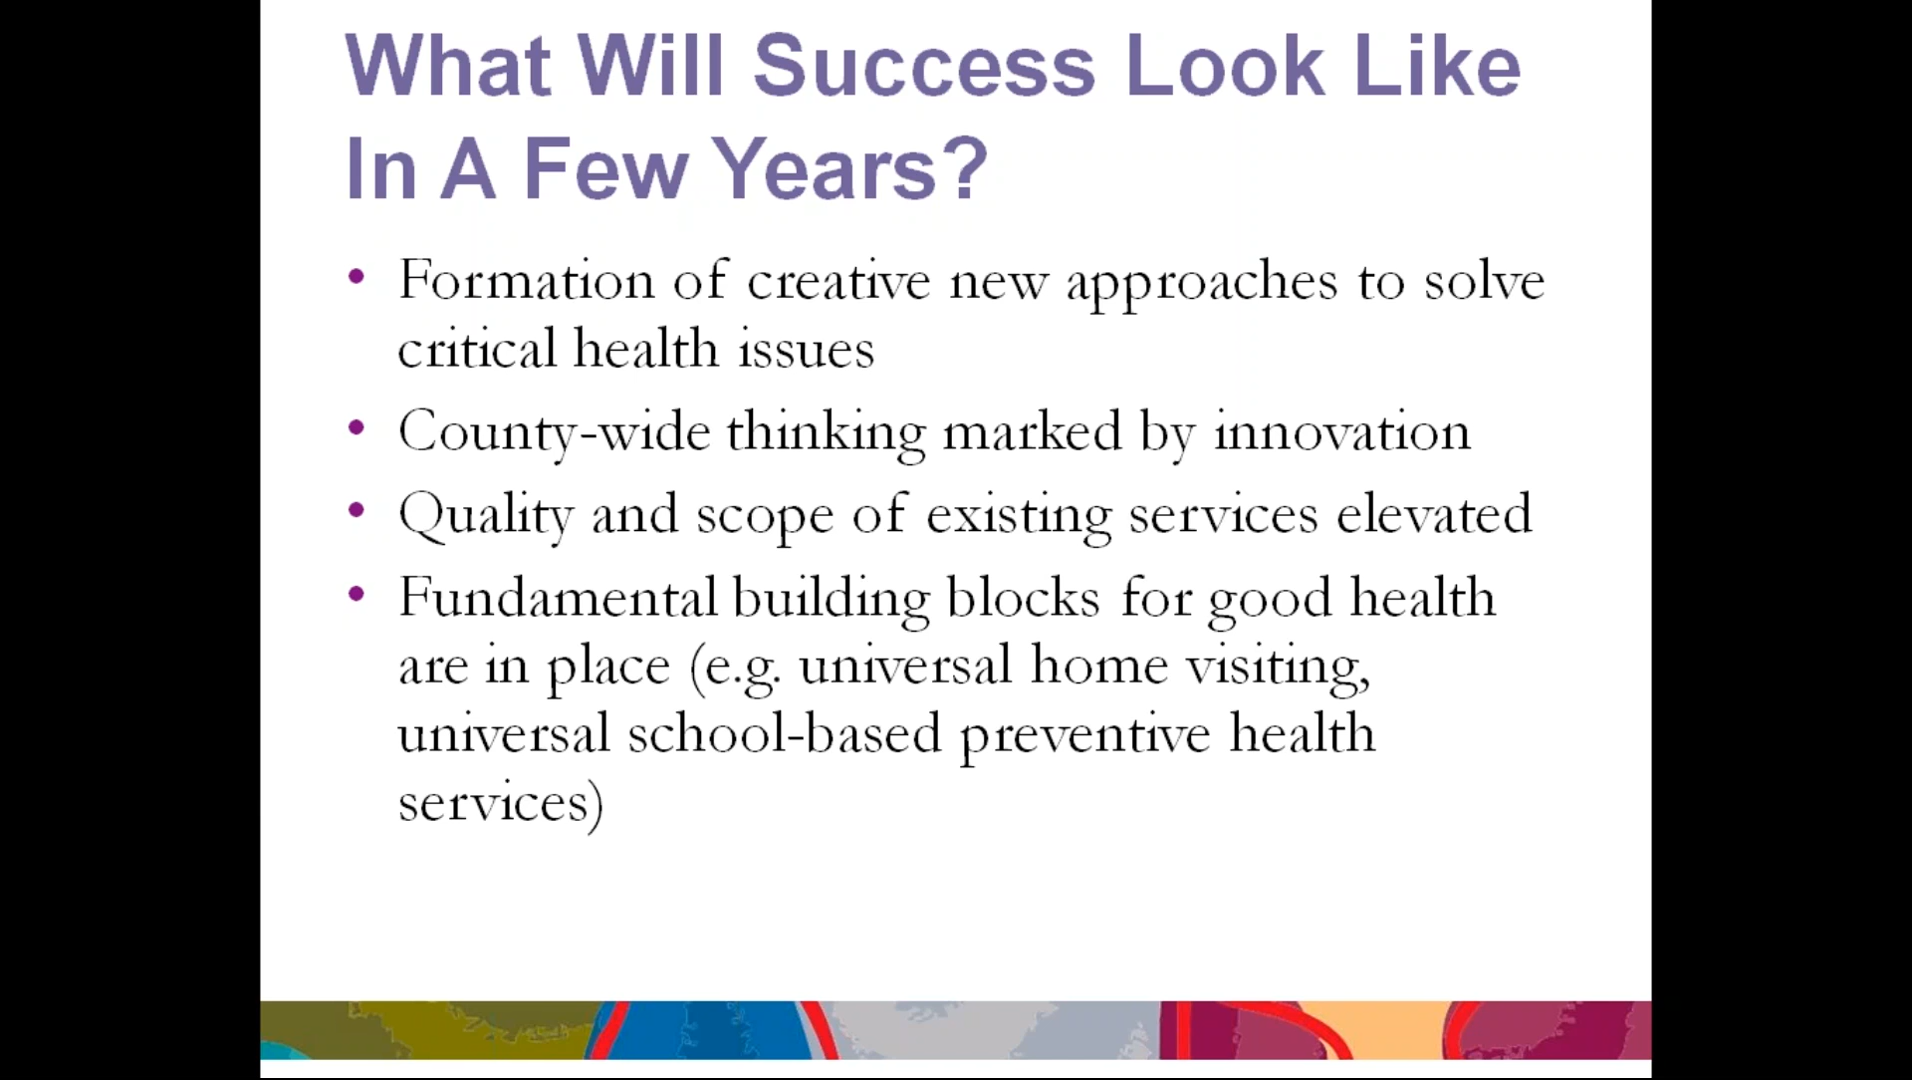 What Will Success Look Like
In A Few Years?
• Formation of creative new approaches to solve
critical health issues
• County-wide thinking marked by innovation
• Quality and scope of existing services elevated
• Fundamental building blocks for good health
are in place (e.g. universal home visiting,
universal school-based preventive health
services)